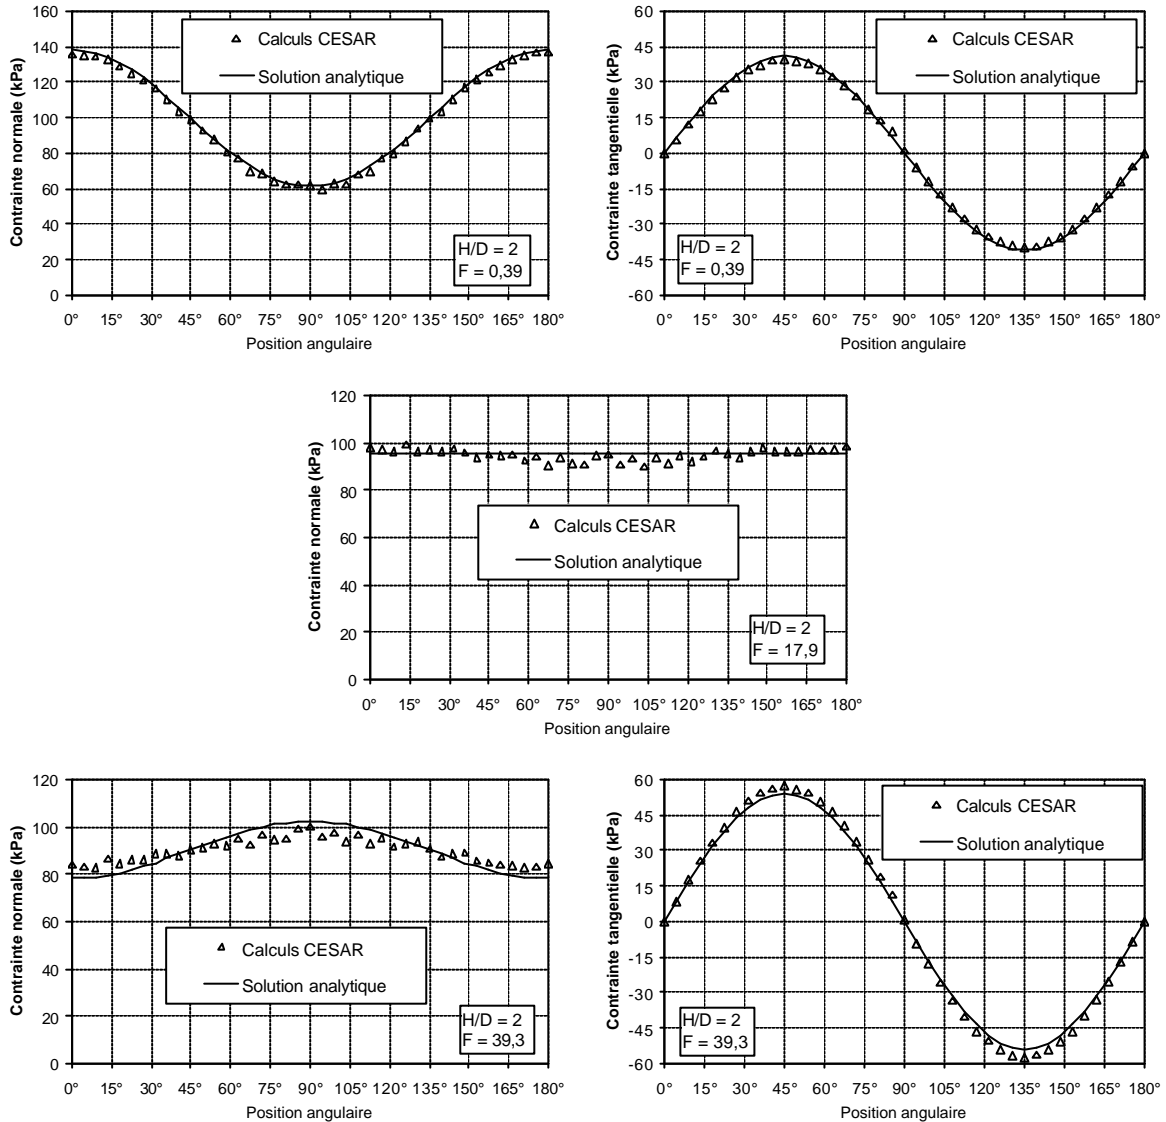 160
140
120
100
80
60
40
20
0
Contrainte normale (kPa)
Calculs CESAR
Solution analytique
H/D = 2
F = 0,39
0° 15° 30° 45° 60° 75° 90° 105° 120° 135° 150° 165° 180°
Position angulaire
60
45
30
15
0
-15
-30
-45
-60
Contrainte tangentielle (kPa)
Calculs CESAR
Solution analytique
H/D = 2
F = 0,39
0° 15° 30° 45° 60° 75° 90° 105° 120° 135° 150° 165° 180°
Position angulaire
120
100
80
60
40
20
0
Contrainte normale (kPa)
Calculs CESAR
Solution analytique
H/D = 2
F = 17,9
0° 15° 30° 45° 60° 75° 90° 105° 120° 135° 150° 165° 180°
Position angulaire
120
100
80
60
40
20
0
Contrainte normale (kPa)
Calculs CESAR
Solution analytique
H/D = 2
F = 39,3
0° 15° 30° 45° 60° 75° 90° 105° 120° 135° 150° 165° 180°
Position angulaire
60
45
30
15
0
-15
-30
-45
-60
Contrainte tangentielle (kPa)
Calculs CESAR
Solution analytique
H/D = 2
F = 39,3
0° 15° 30° 45° 60° 75° 90° 105° 120° 135° 150° 165° 180°
Position angulaire